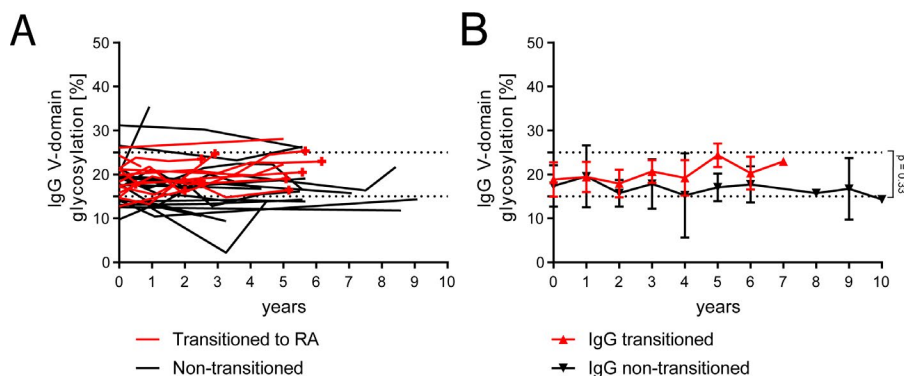 A
IgG V-domain
glycosylation [%]
50
40
30
20
10
0
0 1 2 3 4 5 6 7 8 9 10
years
Transitioned to RA
Non-transitioned
B
IgG V-domain
glycosylation [%]
50
40
30
20
10
0
0 1 2 3 4 5 6 7 8 9 10
years
p = 0.33
IgG transitioned
IgG non-transitioned